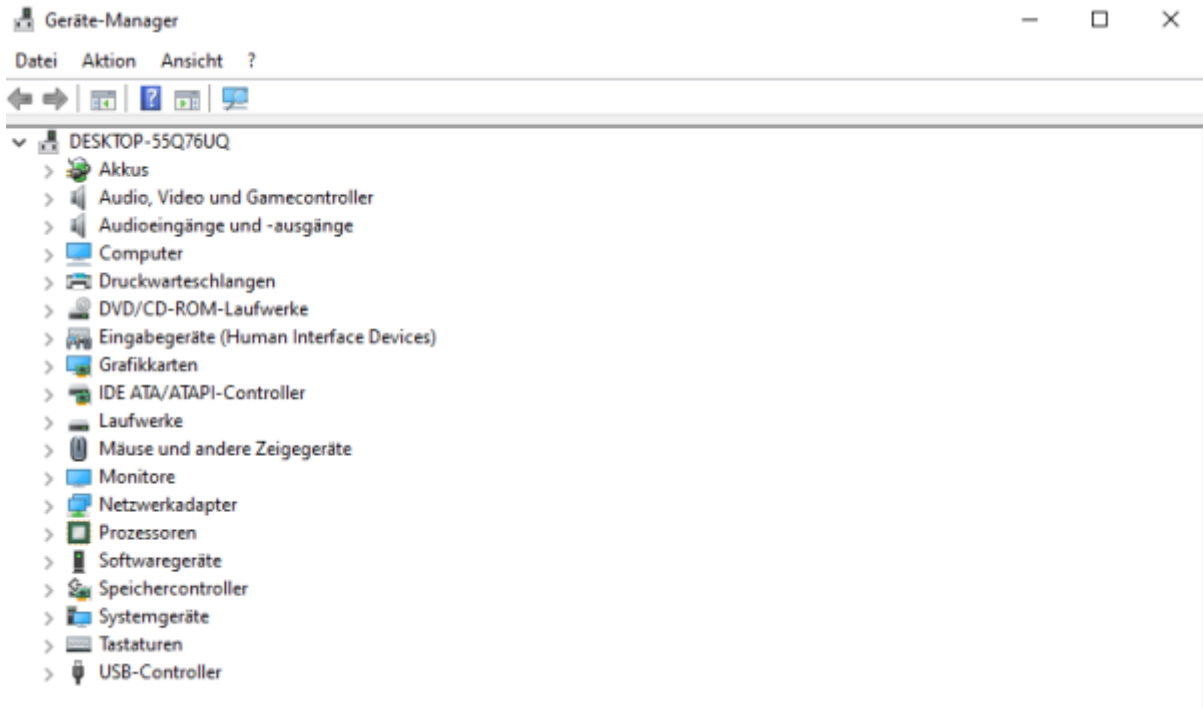 Geräte-Manager
Datei Aktion Ansicht ?
DESKTOP-55Q76UQ
Akkus
Audio, Video und Gamecontroller
Audioeingänge und -ausgänge
Computer
Druckwarteschlangen
DVD/CD-ROM-Laufwerke
Eingabegeräte (Human Interface Devices)
Grafikkarten
IDE ATA/ATAPI-Controller
Laufwerke
Mäuse und andere Zeigegeräte
Monitore
Netzwerkadapter
Prozessoren
Softwaregeräte
Speichercontroller
Systemgeräte
Tastaturen
USB-Controller